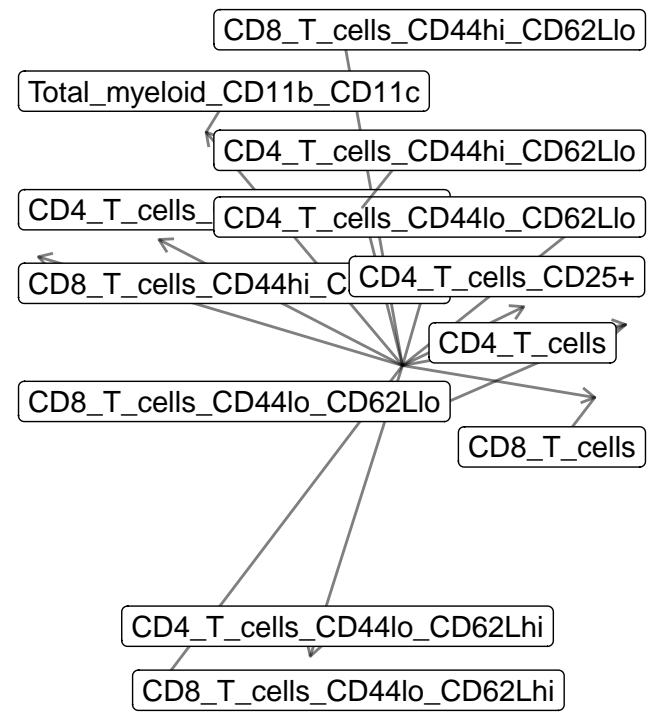 CD8_T_cells_CD44hi_CD62Llo
Total_myeloid_CD11b_CD11c
CD4_T_cells_CD44hi_CD62Llo
CD4_T_cells_
CD4_T_cells_CD44lo_CD62Llo
CD8_T_cells_CD44hi_C
CD4_T_cells_CD25+
CD4_T_cells
CD8_T_cells_CD44lo_CD62Llo
CD8_T_cells
CD4_T_cells_CD44lo_CD62Lhi
CD8_T_cells_CD44lo_CD62Lhi